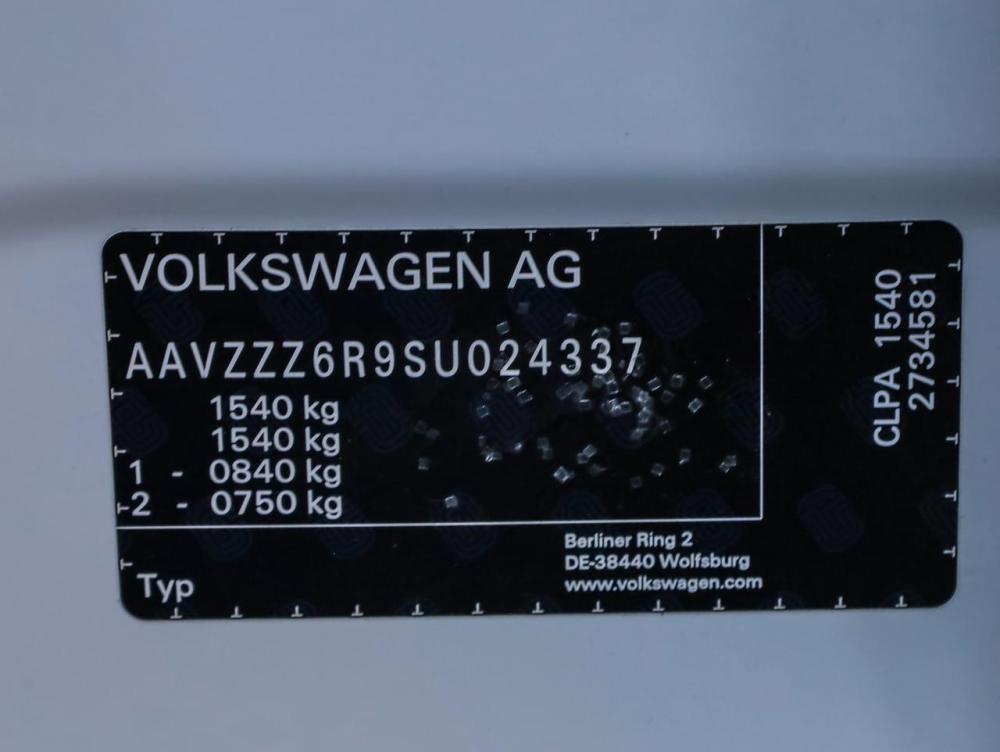 VOLKSWAGEN AG
AAVZZZ6R9SU024337
1540 kg
1540 kg
1 - 0840 kg
2 - 0750 kg
Typ
Berliner Ring 2
DE-38440 Wolfsburg
www.volkswagen.com
CLPA 1540
2734581